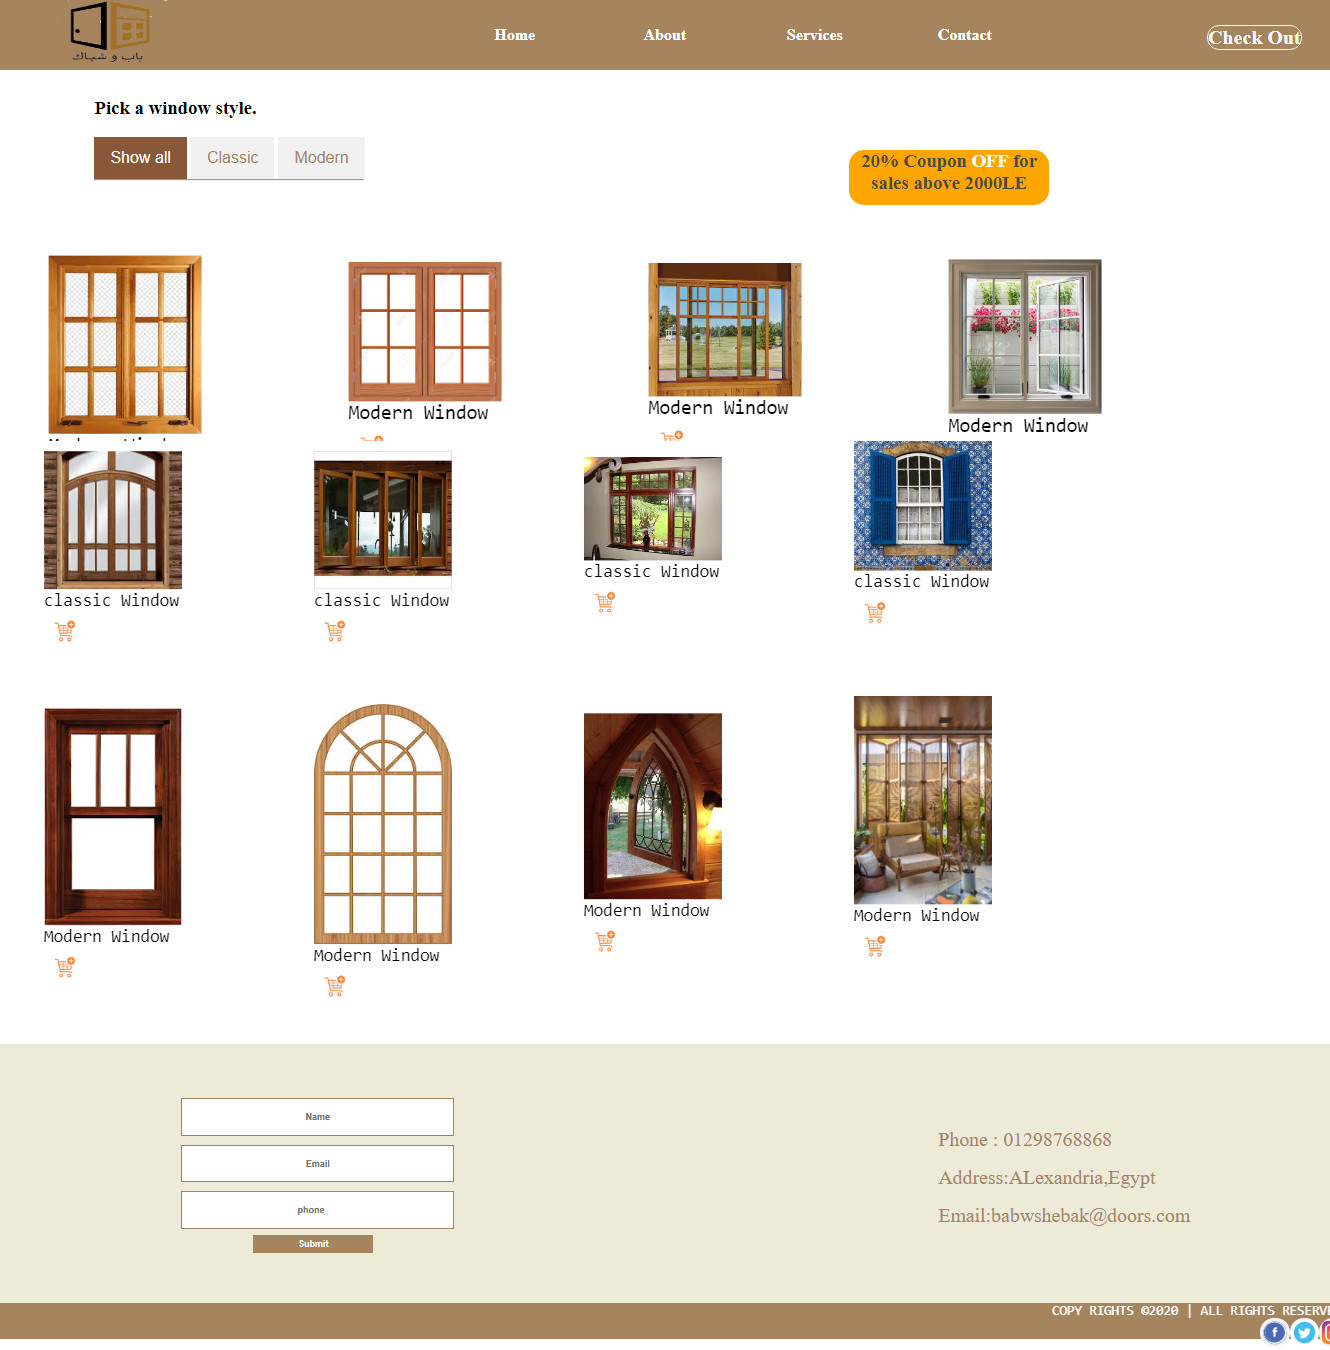 باب و شباك
Home
About
Services
Contact
Check Out
Pick a window style.
Show all
Classic
Modern
20% Coupon OFF for
sales above 2000LE
Modern Window
Modern Window
Modern Window
classic Window
classic Window
classic Window
classic Window
Modern Window
Modern Window
Modern Window
Modern Window
Name
Email
phone
Submit
Phone : 01298768868
Address:ALexandria,Egypt
Email:babwshebak@doors.com
COPY RIGHTS ©2020 | ALL RIGHTS RESERVE